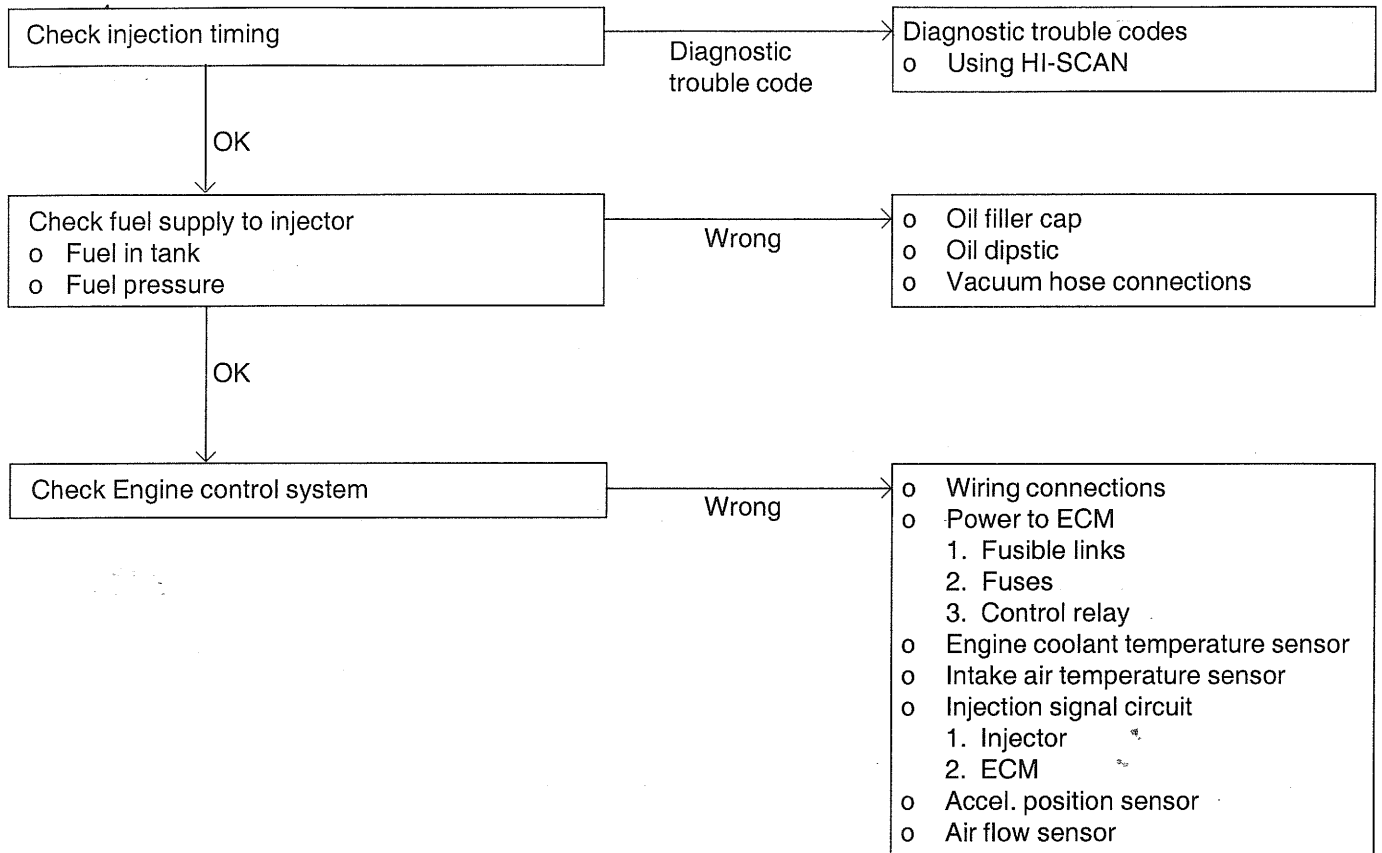 Check injection timing
Diagnostic
trouble code
Diagnostic trouble codes
o Using HI-SCAN
OK
Check fuel supply to injector
o Fuel in tank
o Fuel pressure
Wrong
o Oil filler cap
o Oil dipstic
o Vacuum hose connections
OK
Check Engine control system
Wrong
o Wiring connections
o Power to ECM
1. Fusible links
2. Fuses
3. Control relay
o Engine coolant temperature sensor
o Intake air temperature sensor
o Injection signal circuit
1. Injector
2. ECM
o Accel. position sensor
o Air flow sensor